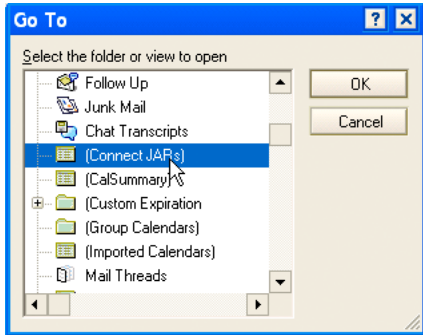 Go To
Select the folder or view to open
Follow Up
Junk Mail
Chat Transcripts
(Connect JARs)
(CalSummary)
(Custom Expiration
(Group Calendars)
(Imported Calendars)
Mail Threads
OK
Cancel